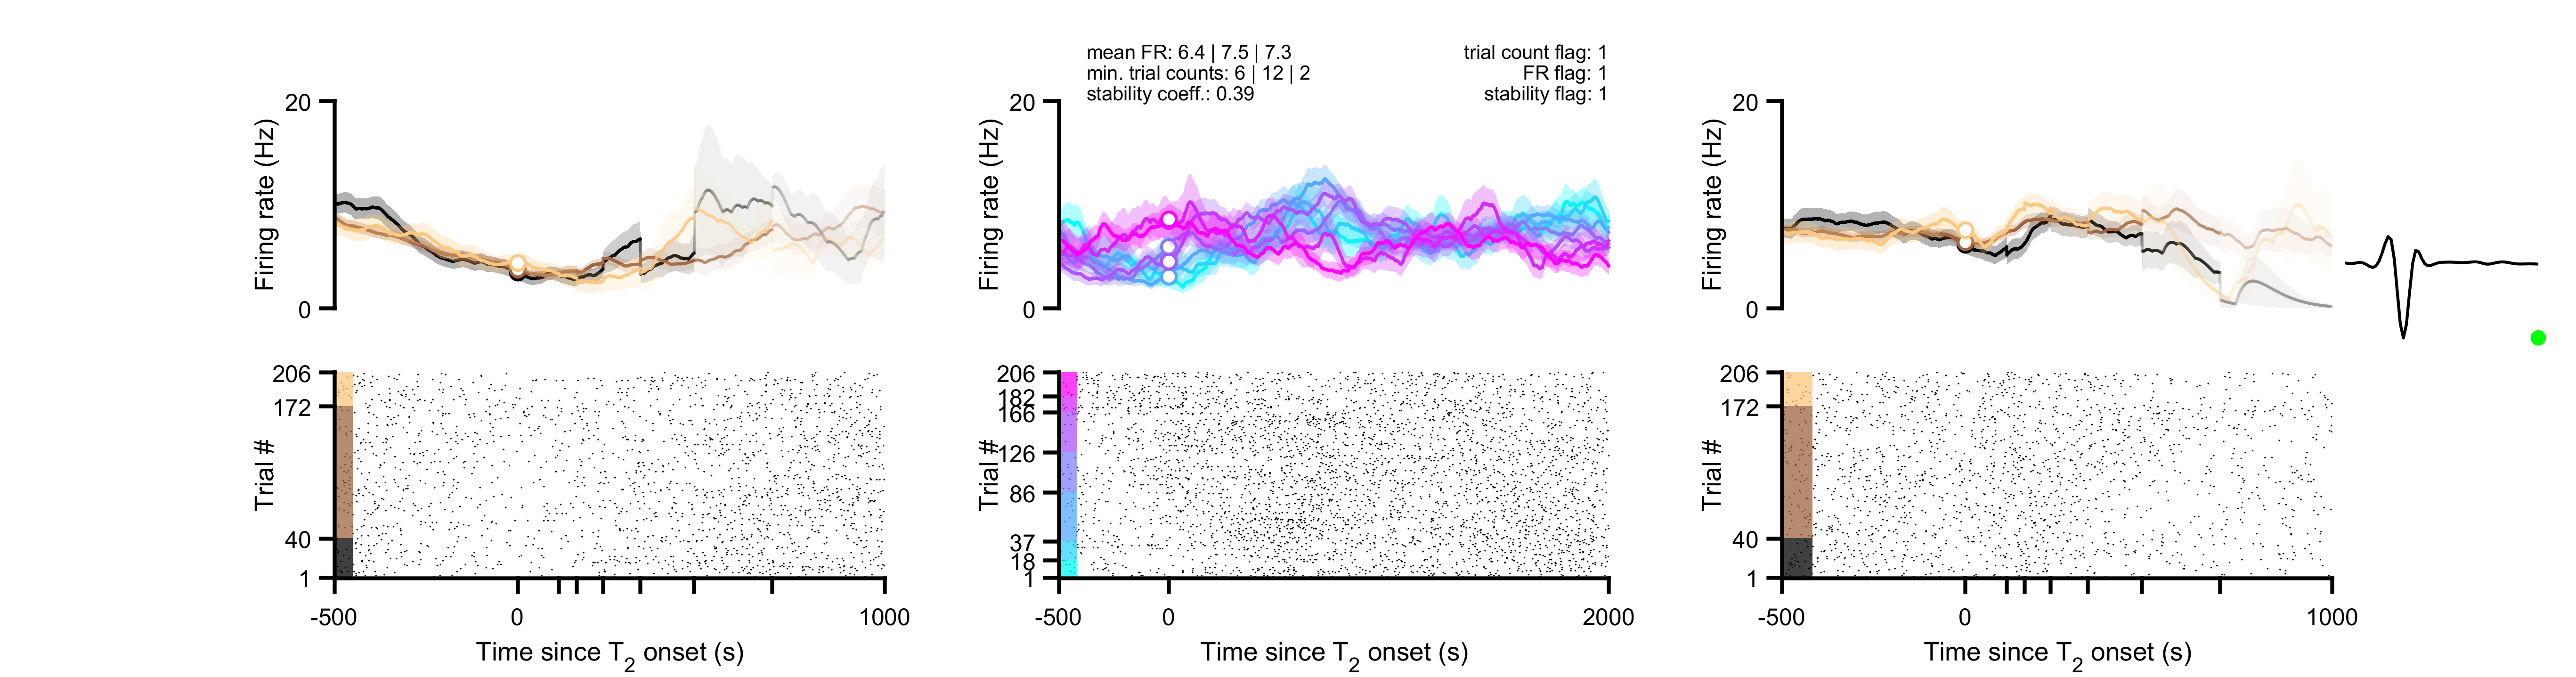 mean FR: 6.4 | 7.5 | 7.3
min. trial counts: 6 | 12 | 2
stability coeff.: 0.39
trial count flag: 1
FR flag: 1
stability flag: 1
20
0
Firing rate (Hz)
20
0
Firing rate (Hz)
20
0
Firing rate (Hz)
206
172
40
1
Trial #
-500
0
1000
Time since T2 onset (s)
206
182
166
126
86
37
18
1
Trial #
-500
0
2000
Time since T2 onset (s)
206
172
40
1
Trial #
-500
0
1000
Time since T2 onset (s)